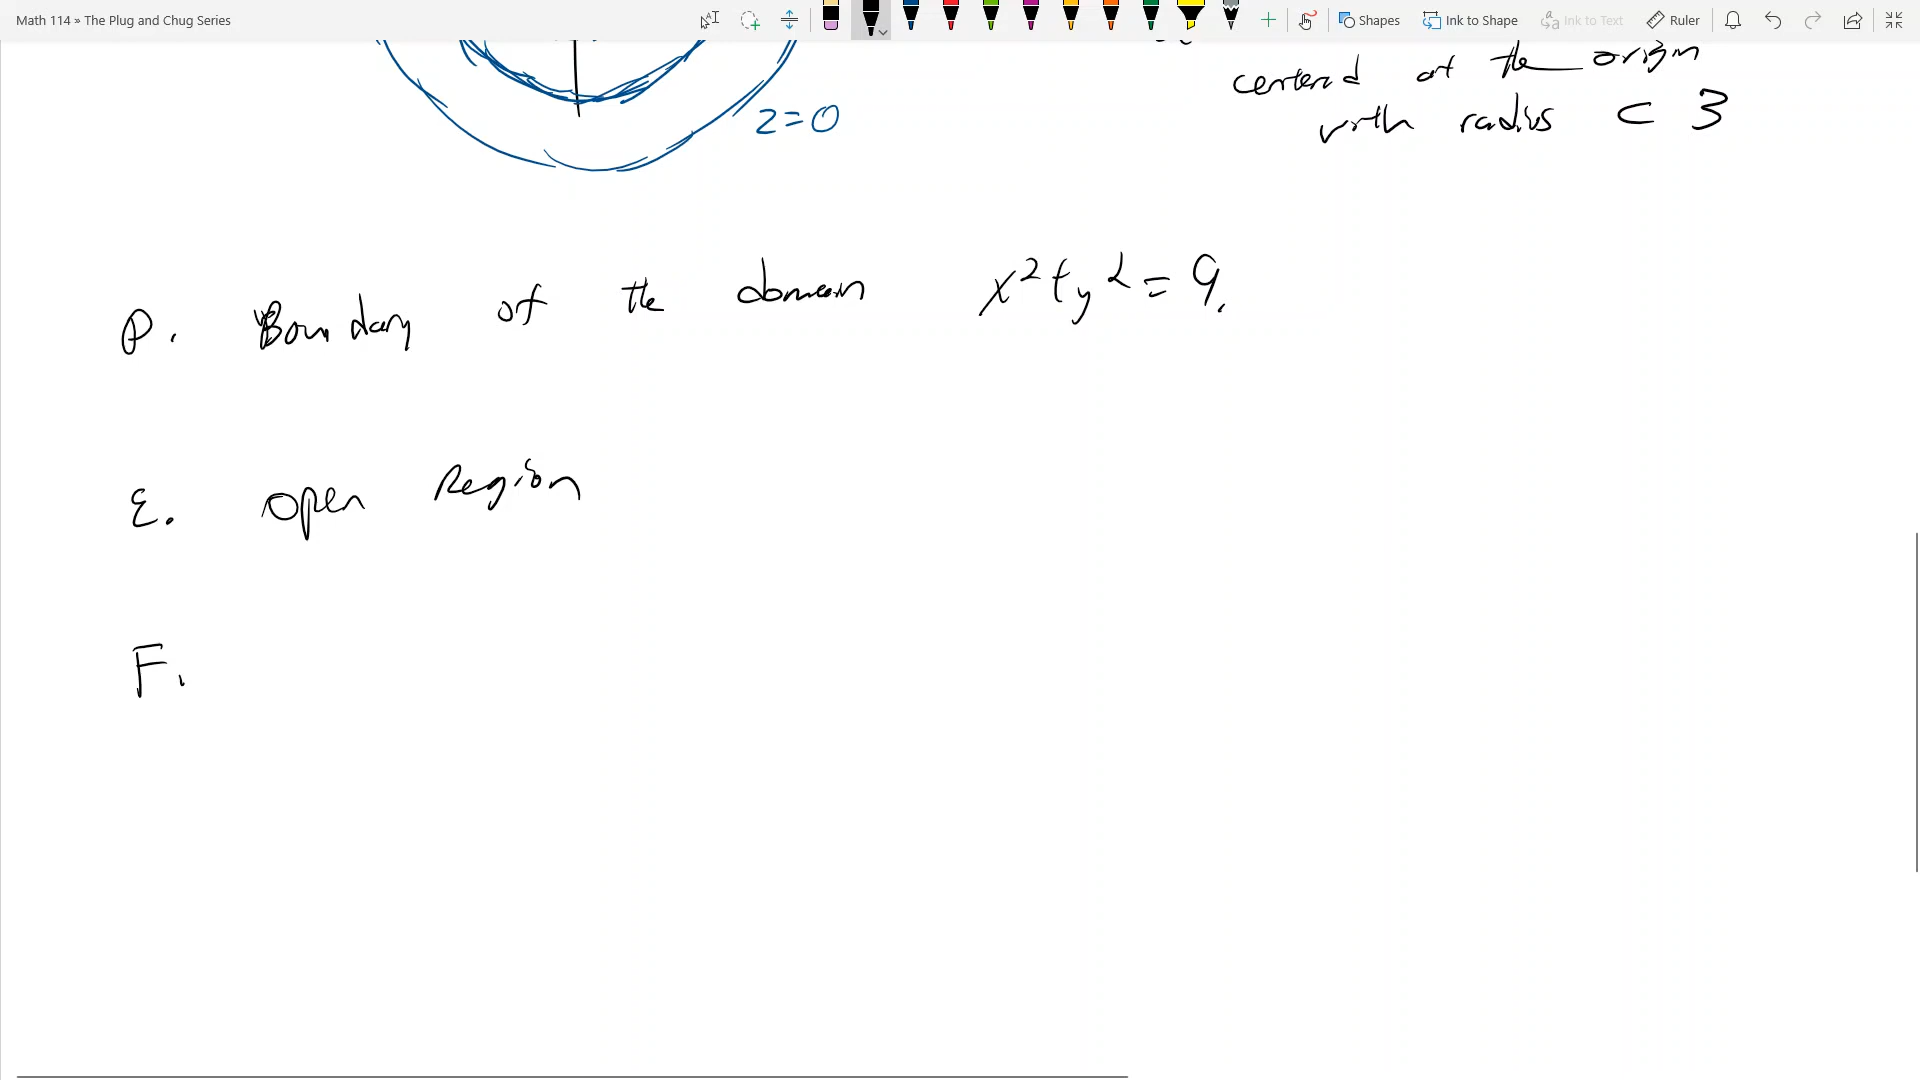 Math 114 » The Plug and Chug Series
Shapes
Ink to Shape
Ink to Text
Ruler
centered at the origin
with radius < 3
z=0
D. Boundary of the domain x²+y²=9.
E. open Region
F.